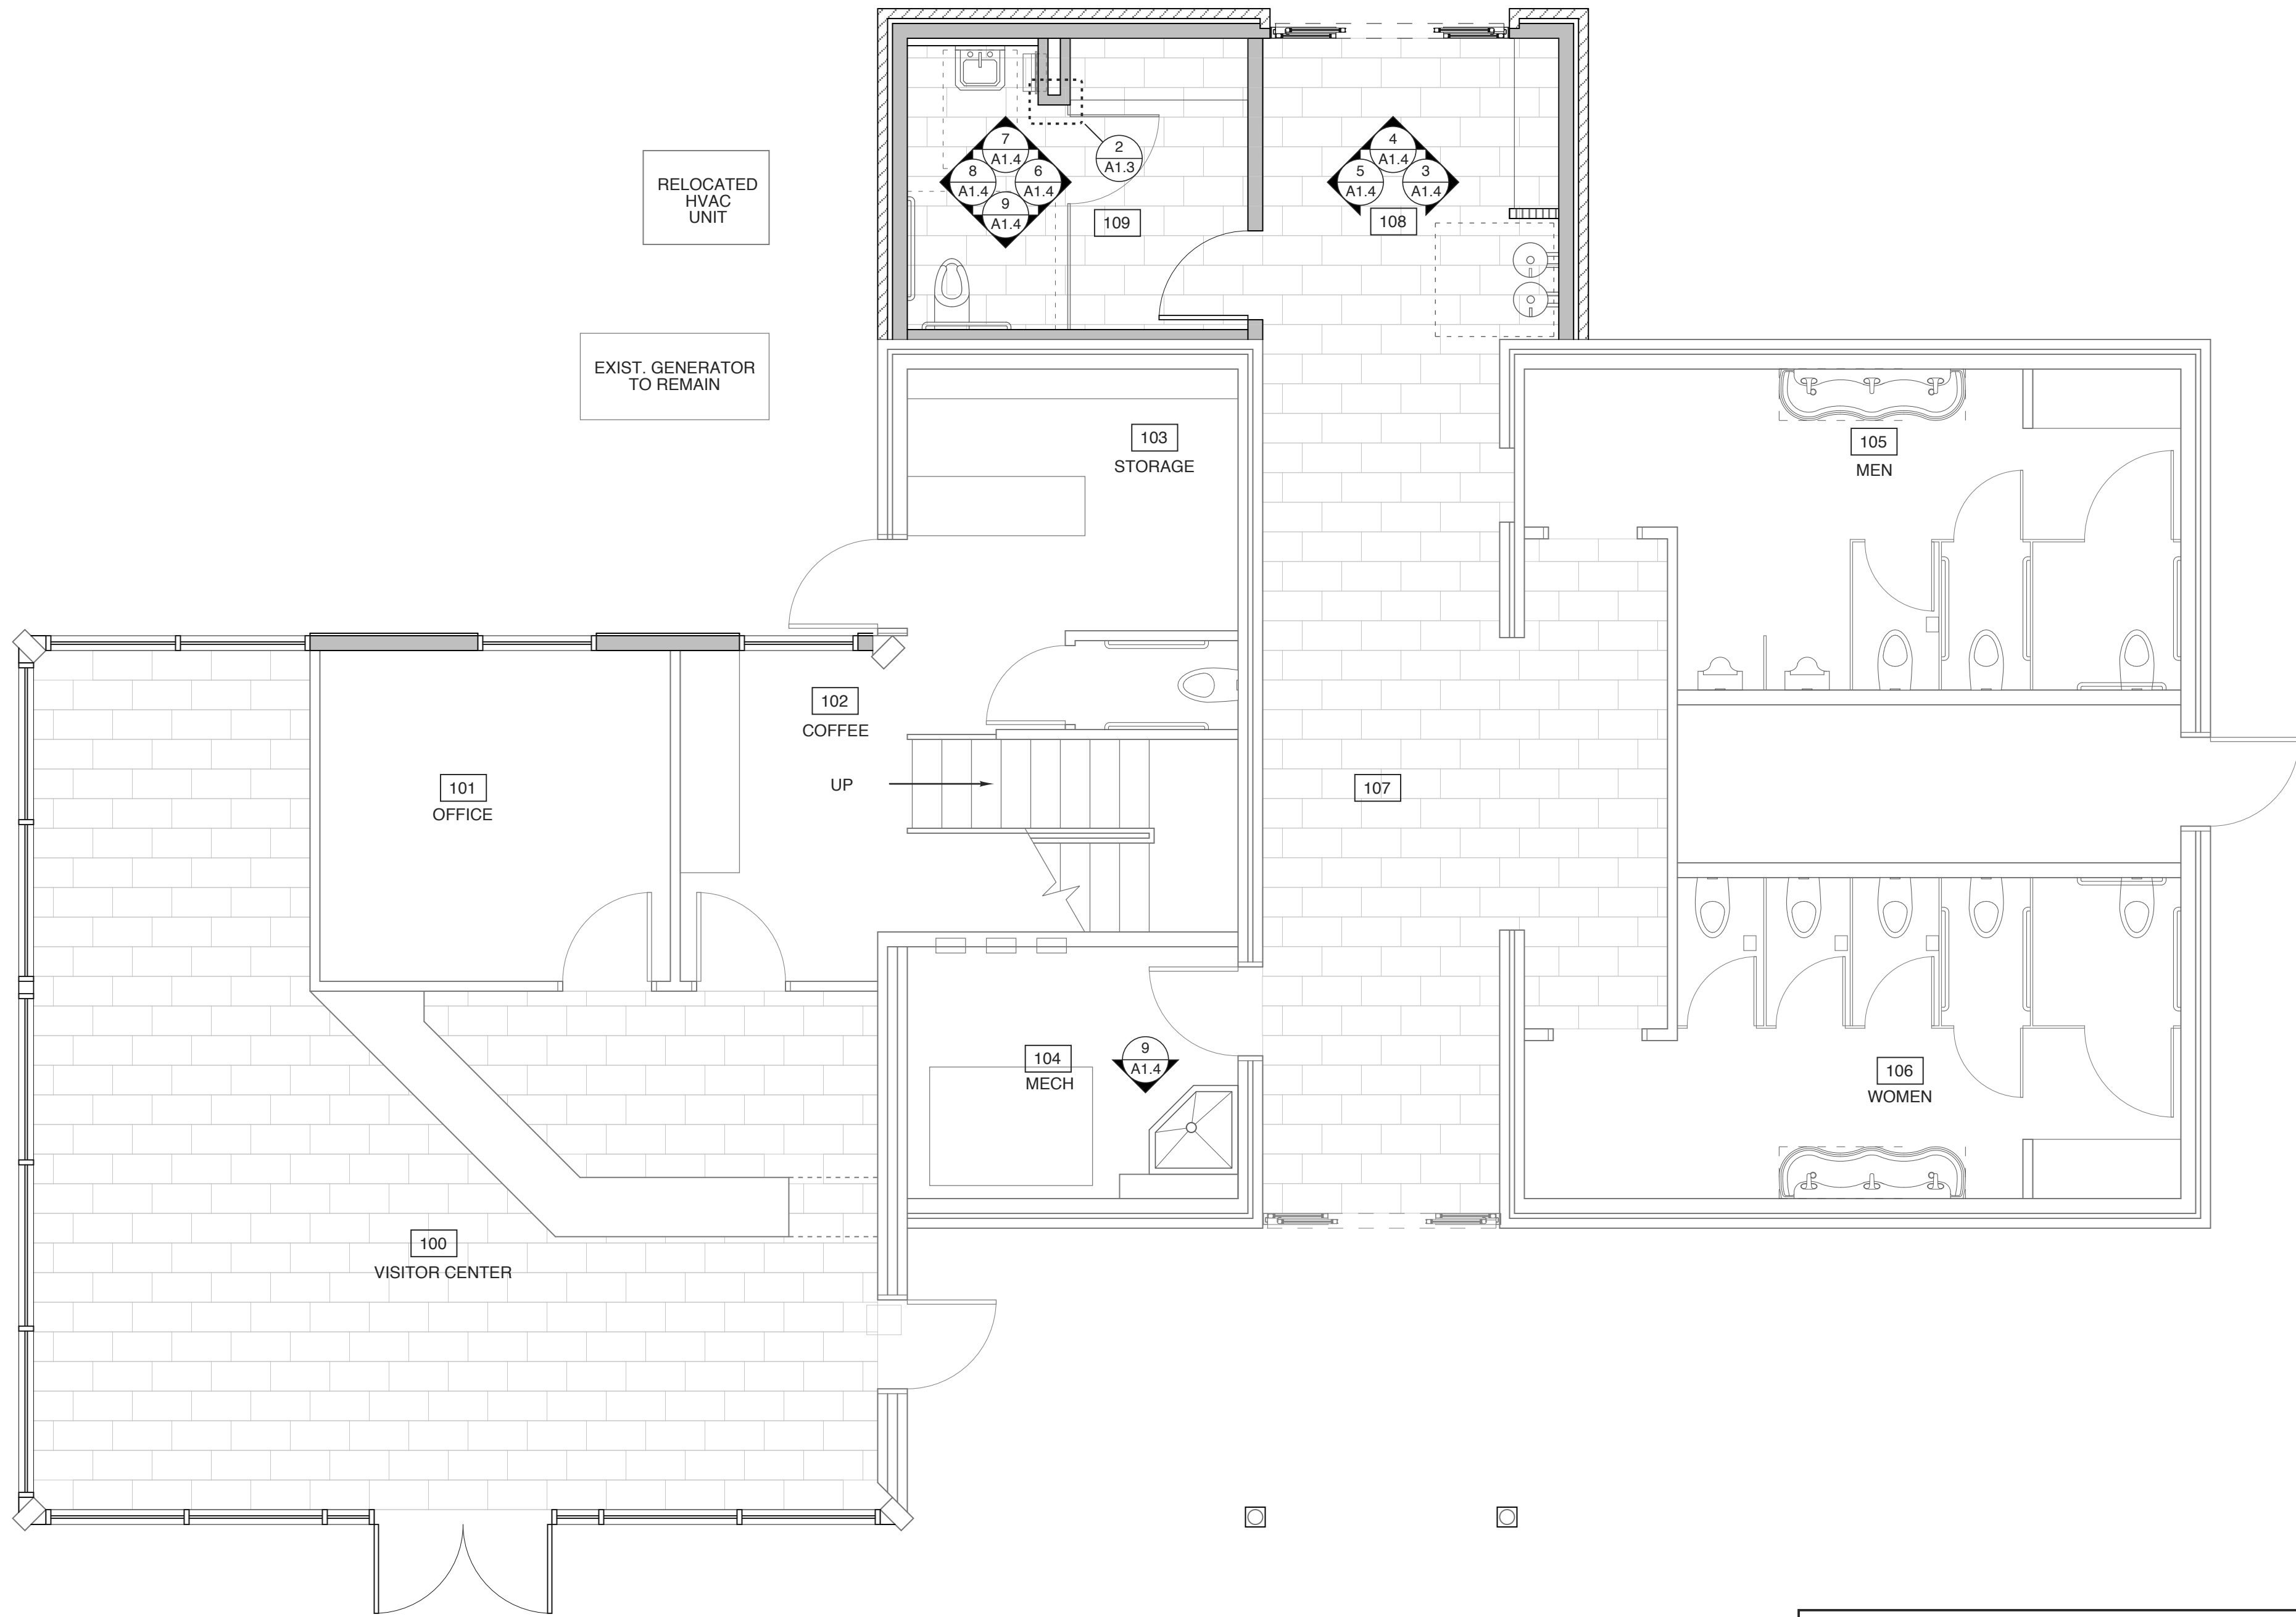 7
A1.4
8
A1.4
6
A1.4
9
A1.4
2
A1.3
4
A1.4
5
A1.4
3
A1.4
109
108
RELOCATED
HVAC
UNIT
EXIST. GENERATOR
TO REMAIN
103
STORAGE
105
MEN
102
COFFEE
UP
101
OFFICE
107
104
MECH
9
A1.4
106
WOMEN
100
VISITOR CENTER